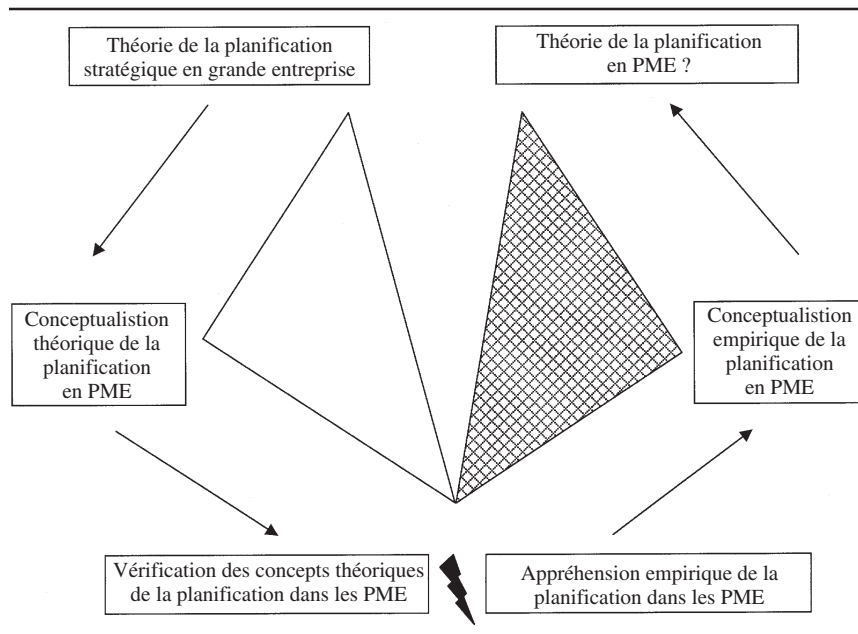 Théorie de la planification
stratégique en grande entreprise
Théorie de la planification
en PME ?
Conceptualistion
théorique de la
planification
en PME
Conceptualistion
empirique de la
planification
en PME
Vérification des concepts théoriques
de la planification dans les PME
Appréhension empirique de la
planification dans les PME